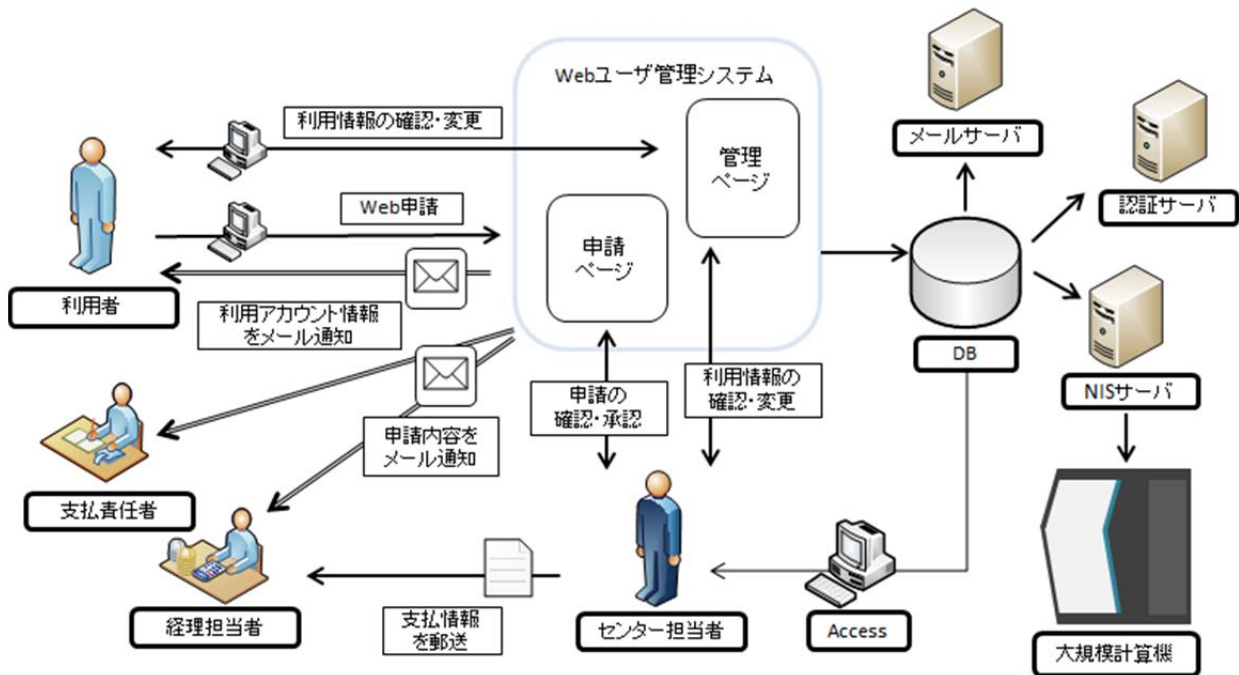 Webユーザ管理システム
メールサーバ
利用情報の確認・変更
管理
ページ
認証サーバ
Web申請
申請
ページ
利用者
利用アカウント情報
をメール通知
DB
NISサーバ
申請の
確認・承認
利用情報の
確認・変更
申請内容を
メール通知
支払責任者
経理担当者
支払情報
を郵送
センター担当者
Access
大規模計算機